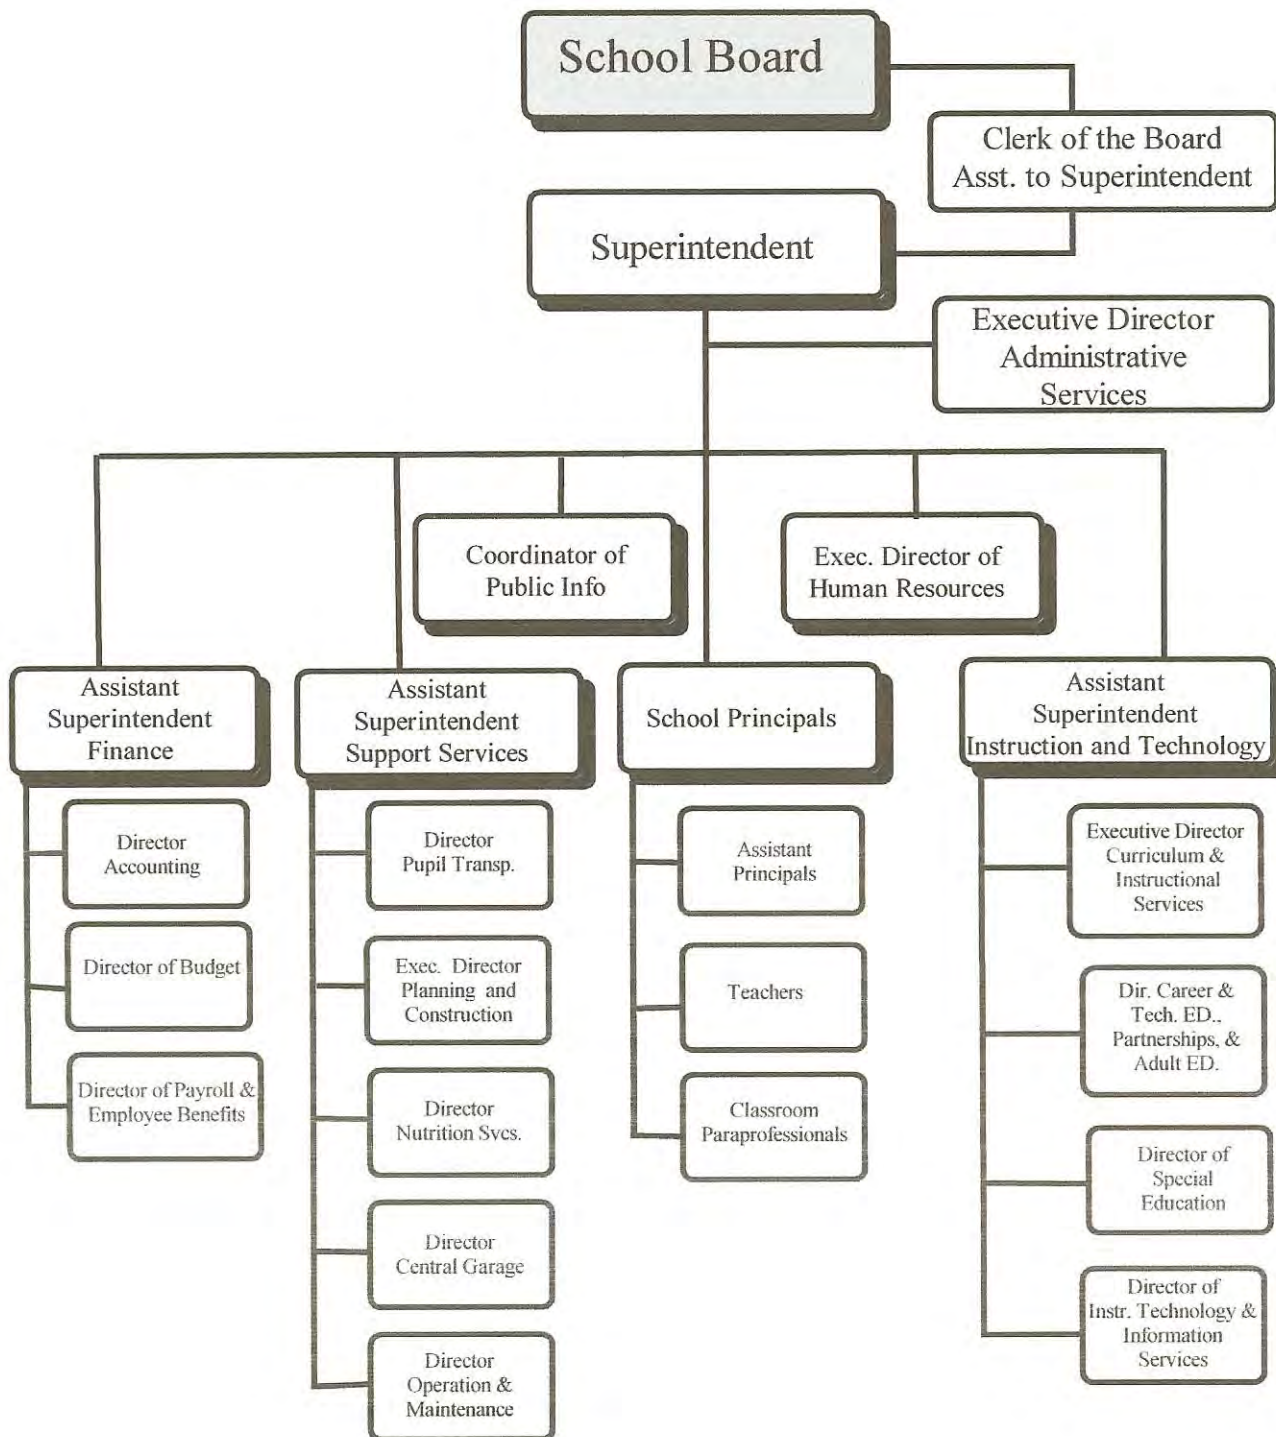 School Board
Clerk of the Board
Asst. to Superintendent
Superintendent
Executive Director
Administrative
Services
Coordinator of
Public Info
Exec. Director of
Human Resources
Assistant
Superintendent
Finance
Assistant
Superintendent
Support Services
School Principals
Assistant
Superintendent
Instruction and Technology
Director
Accounting
Director of Budget
Director of Payroll &
Employee Benefits
Director
Pupil Transp.
Exec. Director
Planning and
Construction
Director
Nutrition Svcs.
Director
Central Garage
Director
Operation &
Maintenance
Assistant
Principals
Teachers
Classroom
Paraprofessionals
Executive Director
Curriculum &
Instructional
Services
Dir. Career &
Tech. ED.,
Partnerships, &
Adult ED.
Director of
Special
Education
Director of
Instr. Technology &
Information
Services